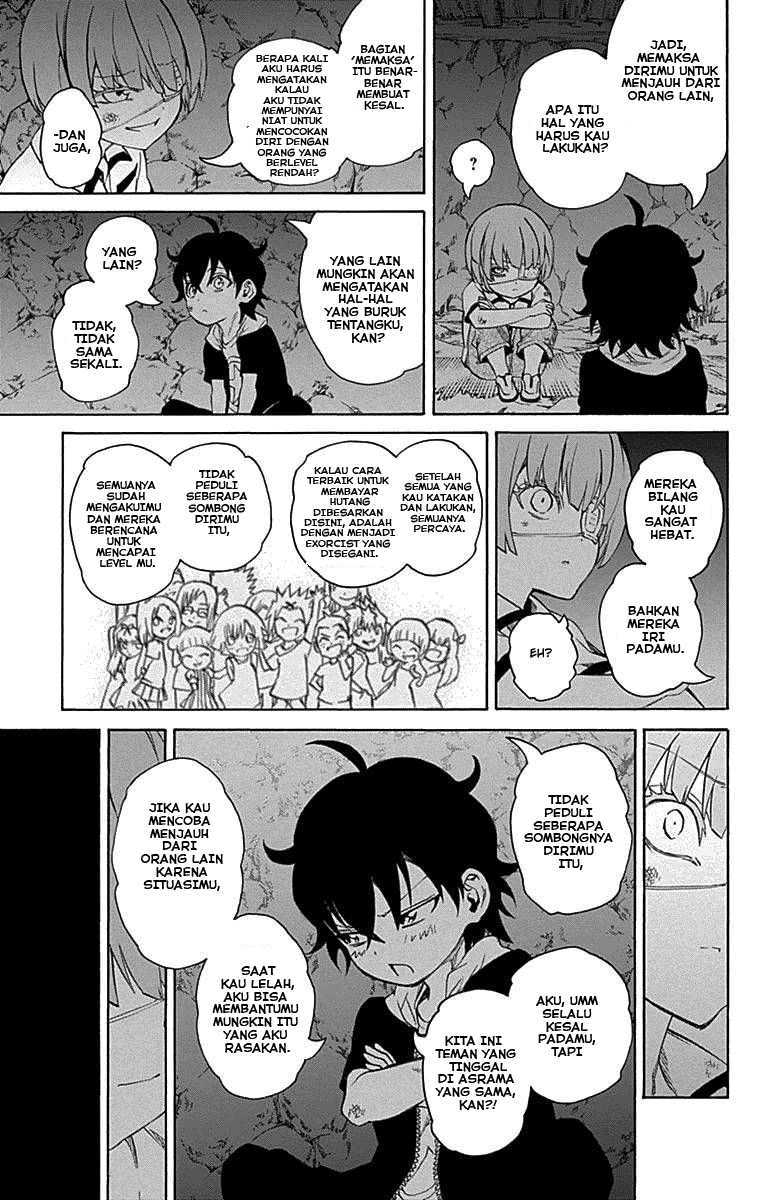 JADI,
MEMAKSA
DIRIMU UNTUK
MENJAUH DARI
ORANG LAIN,
APA ITU
HAL YANG
HARUS KAU
LAKUKAN?
?
BAGIAN
'MEMAKSA'
ITU BENAR-
BENAR
MEMBUAT
KESAL.
BERAPA KALI
AKU HARUS
MENGATAKAN
KALAU
AKU TIDAK
MEMPUNYAI
NIAT UNTUK
MENCOCOKAN
DIRI DENGAN
ORANG YANG
BERLEVEL
RENDAH?
-DAN
JUGA,
YANG LAIN
MUNGKIN AKAN
MENGATAKAN
HAL-HAL
YANG BURUK
TENTANGKU,
KAN?
YANG
LAIN?
TIDAK,
TIDAK
SAMA
SEKALI.
MEREKA
BILANG
KAU
SANGAT
HEBAT.
BAHKAN
MEREKA
IRI
PADAMU.
EH?
SETELAH
SEMUA YANG
KAU KATAKAN
DAN LAKUKAN,
SEMUANYA
PERCAYA.
KALAU CARA
TERBAIK UNTUK
MEMBAYAR
HUTANG
DIBESARKAN
DISINI, ADALAH
DENGAN MENJADI
EXORCIST YANG
DISEGANI.
TIDAK
PEDULI
SEBERAPA
SOMBONG
DIRIMU
ITU,
SEMUANYA
SUDAH
MENGAKUIMU
DAN MEREKA
BERENCANA
UNTUK
MENCAPAI
LEVEL MU.
TIDAK
PEDULI
SEBERAPA
SOMBONGNYA
DIRIMU
ITU,
AKU, UMM
SELALU
KESAL
PADAMU,
TAPI
KITA INI
TEMAN YANG
TINGGAL
DI ASRAMA
YANG SAMA,
KAN?!
JIKA KAU
MENCOBA
MENJAUH
DARI
ORANG LAIN
KARENA
SITUASIMU,
SAAT
KAU LELAH,
AKU BISA
MEMBANTUMU
MUNGKIN ITU
YANG AKU
RASAKAN.